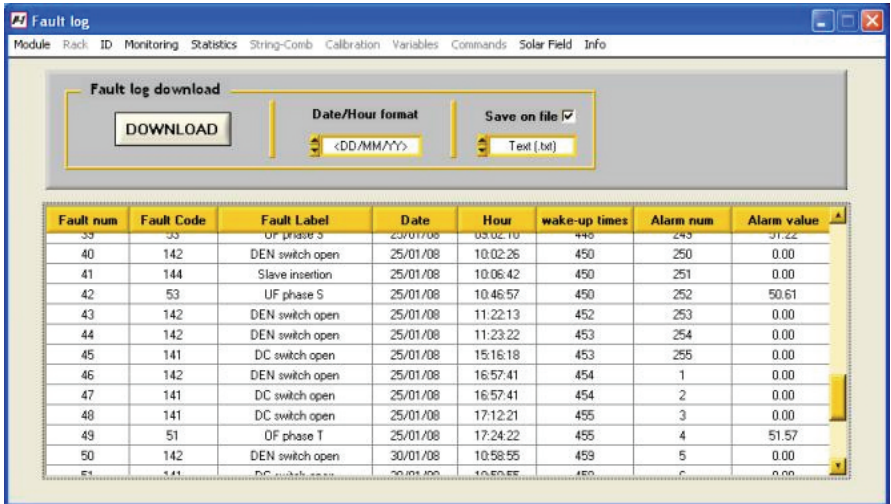 Fault log
Module Rack ID Monitoring Statistics String-Comb Calibration Variables Commands Solar Field Info
Fault log download
DOWNLOAD
Date/Hour format
<DD/MM/YY>
Save on file
Text (.txt)
Fault num Fault Code Fault Label Date Hour wake-up times Alarm num Alarm value
40 142 DEN switch open 25/01/08 10:02:26 450 250 0.00
41 144 Slave insertion 25/01/08 10:06:42 450 251 0.00
42 53 UF phase S 25/01/08 10:46:57 450 252 50.61
43 142 DEN switch open 25/01/08 11:22:13 452 253 0.00
44 142 DEN switch open 25/01/08 11:23:22 453 254 0.00
45 141 DC switch open 25/01/08 15:16:18 453 255 0.00
46 142 DEN switch open 25/01/08 16:57:41 454 1 0.00
47 141 DC switch open 25/01/08 16:57:41 454 2 0.00
48 141 DC switch open 25/01/08 17:12:21 455 3 0.00
49 51 OF phase T 25/01/08 17:24:22 455 4 51.57
50 142 DEN switch open 30/01/08 10:58:55 459 5 0.00